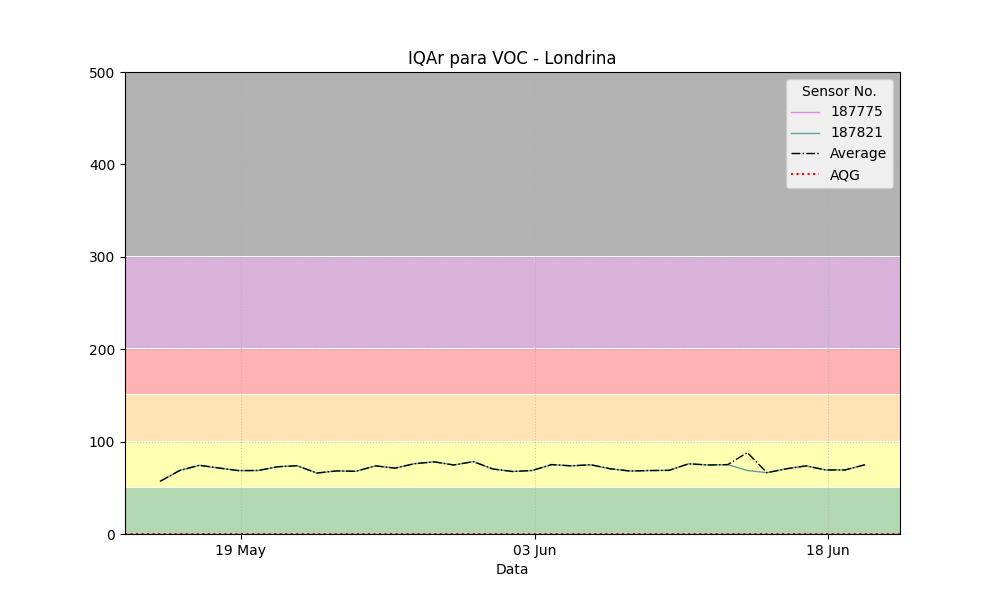 IQAr para VOC - Londrina
500
400
300
200
100
0
Sensor No.
187775
187821
Average
AQG
19 May
03 Jun
18 Jun
Data